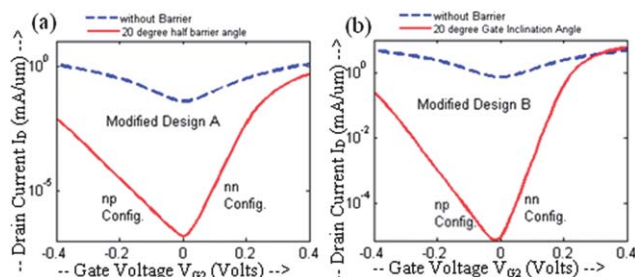 (a)
without Barrier
20 degree half barrier angle
-- Drain Current I_D (mA/um) -->
10^0
10^-5
Modified Design A
np
Config.
nn
Config.
-0.4 -0.2 0 0.2 0.4
-- Gate Voltage V_G2 (Volts) -->
(b)
without Barrier
20 degree Gate Inclination Angle
-- Drain Current I_D (mA/um) -->
10^0
10^-2
10^-4
Modified Design B
np
Config.
nn
Config.
-0.4 -0.2 0 0.2 0.4
-- Gate Voltage V_G2 (Volts) -->